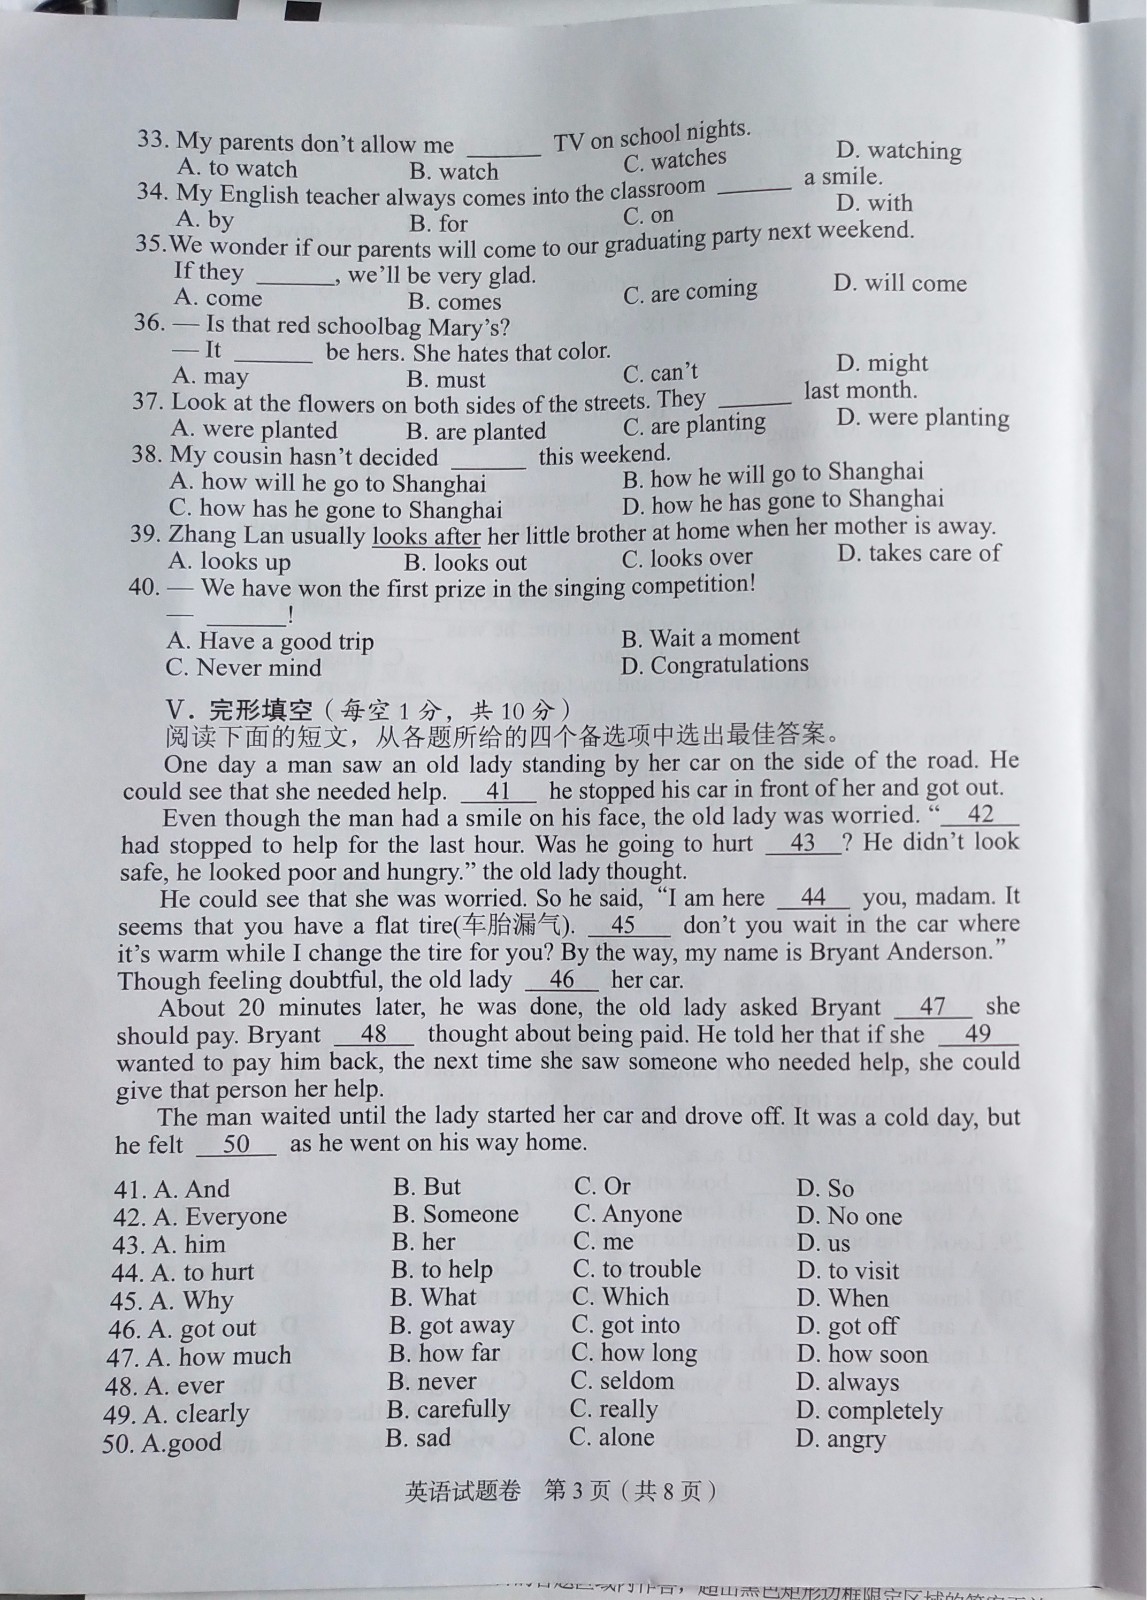 33. My parents don't allow me ______ TV on school nights.
A. to watch B. watch C. watches D. watching
34. My English teacher always comes into the classroom ______ a smile.
A. by B. for C. on D. with
35.We wonder if our parents will come to our graduating party next weekend.
If they ______, we'll be very glad.
A. come B. comes C. are coming D. will come
36. — Is that red schoolbag Mary's?
— It ______ be hers. She hates that color.
A. may B. must C. can't D. might
37. Look at the flowers on both sides of the streets. They ______ last month.
A. were planted B. are planted C. are planting D. were planting
38. My cousin hasn't decided ______ this weekend.
A. how will he go to Shanghai B. how he will go to Shanghai
C. how has he gone to Shanghai D. how he has gone to Shanghai
39. Zhang Lan usually looks after her little brother at home when her mother is away.
A. looks up B. looks out C. looks over D. takes care of
40. — We have won the first prize in the singing competition!
— ______!
A. Have a good trip B. Wait a moment
C. Never mind D. Congratulations
V. 完形填空（每空 1 分，共 10 分）
阅读下面的短文，从各题所给的四个备选项中选出最佳答案。
One day a man saw an old lady standing by her car on the side of the road. He
could see that she needed help. 41 he stopped his car in front of her and got out.
Even though the man had a smile on his face, the old lady was worried. “ 42
had stopped to help for the last hour. Was he going to hurt 43 ? He didn't look
safe, he looked poor and hungry.” the old lady thought.
He could see that she was worried. So he said, “I am here 44 you, madam. It
seems that you have a flat tire(车胎漏气). 45 don't you wait in the car where
it's warm while I change the tire for you? By the way, my name is Bryant Anderson.”
Though feeling doubtful, the old lady 46 her car.
About 20 minutes later, he was done, the old lady asked Bryant 47 she
should pay. Bryant 48 thought about being paid. He told her that if she 49
wanted to pay him back, the next time she saw someone who needed help, she could
give that person her help.
The man waited until the lady started her car and drove off. It was a cold day, but
he felt 50 as he went on his way home.
41. A. And B. But C. Or D. So
42. A. Everyone B. Someone C. Anyone D. No one
43. A. him B. her C. me D. us
44. A. to hurt B. to help C. to trouble D. to visit
45. A. Why B. What C. Which D. When
46. A. got out B. got away C. got into D. got off
47. A. how much B. how far C. how long D. how soon
48. A. ever B. never C. seldom D. always
49. A. clearly B. carefully C. really D. completely
50. A.good B. sad C. alone D. angry
英语试题卷 第 3 页（共 8 页）